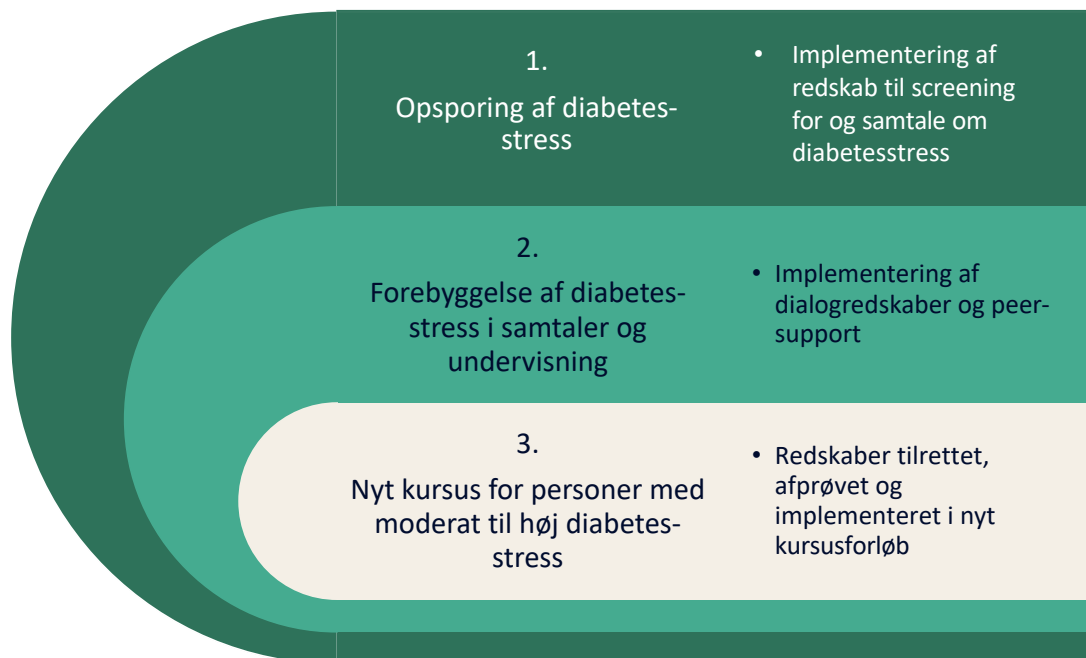 1.
Opsporing af diabetes-
stress
• Implementering af
redskab til screening
for og samtale om
diabetesstress
2.
Forebyggelse af diabetes-
stress i samtaler og
undervisning
• Implementering af
dialogredskaber og peer-
support
3.
Nyt kursus for personer med
moderat til høj diabetes-
stress
• Redskaber tilrettet,
afprøvet og
implementeret i nyt
kursusforløb